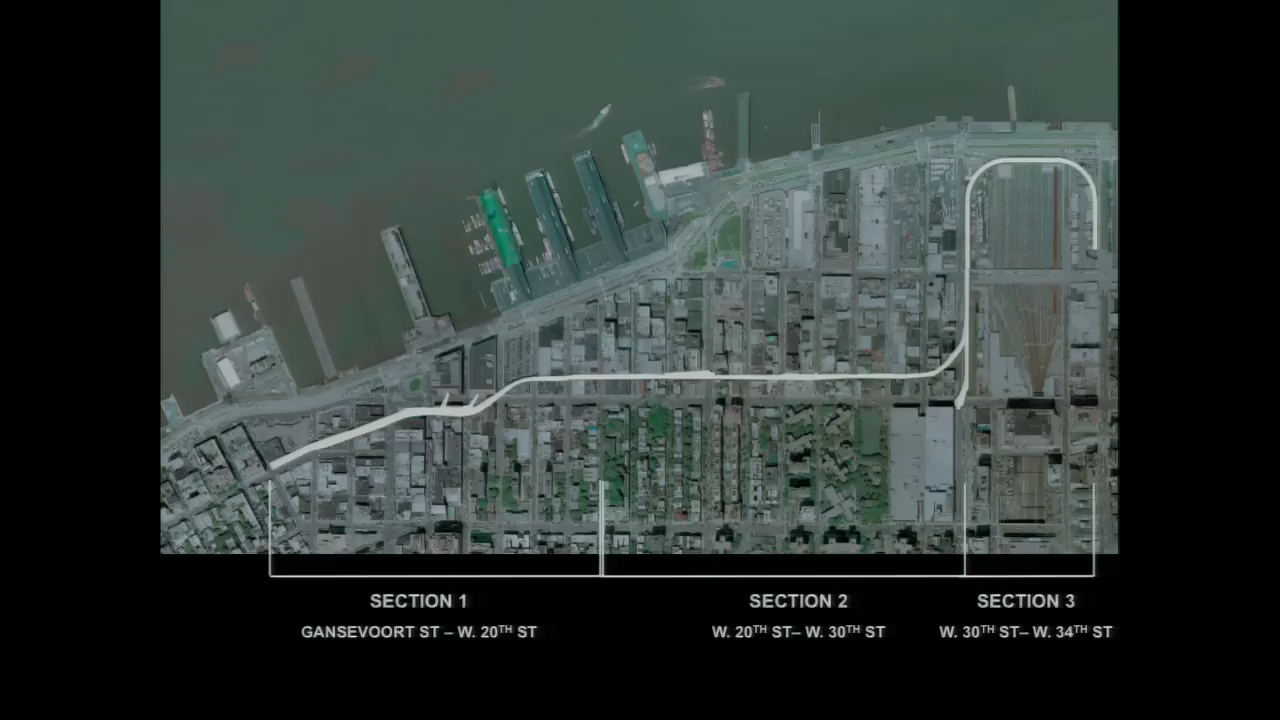 SECTION 1
GANSEVOORT ST – W. 20TH ST
SECTION 2
W. 20TH ST– W. 30TH ST
SECTION 3
W. 30TH ST– W. 34TH ST